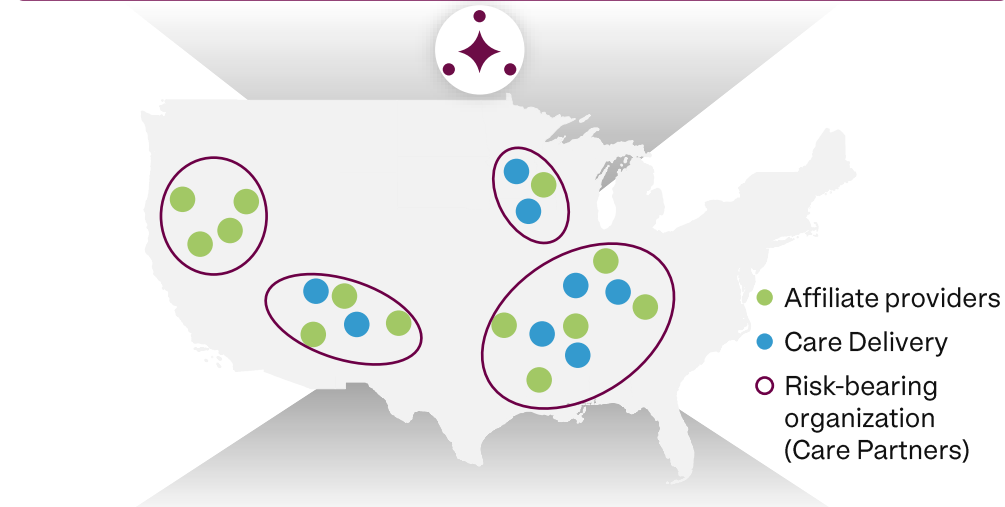 Affiliate providers
Care Delivery
Risk-bearing
organization
(Care Partners)